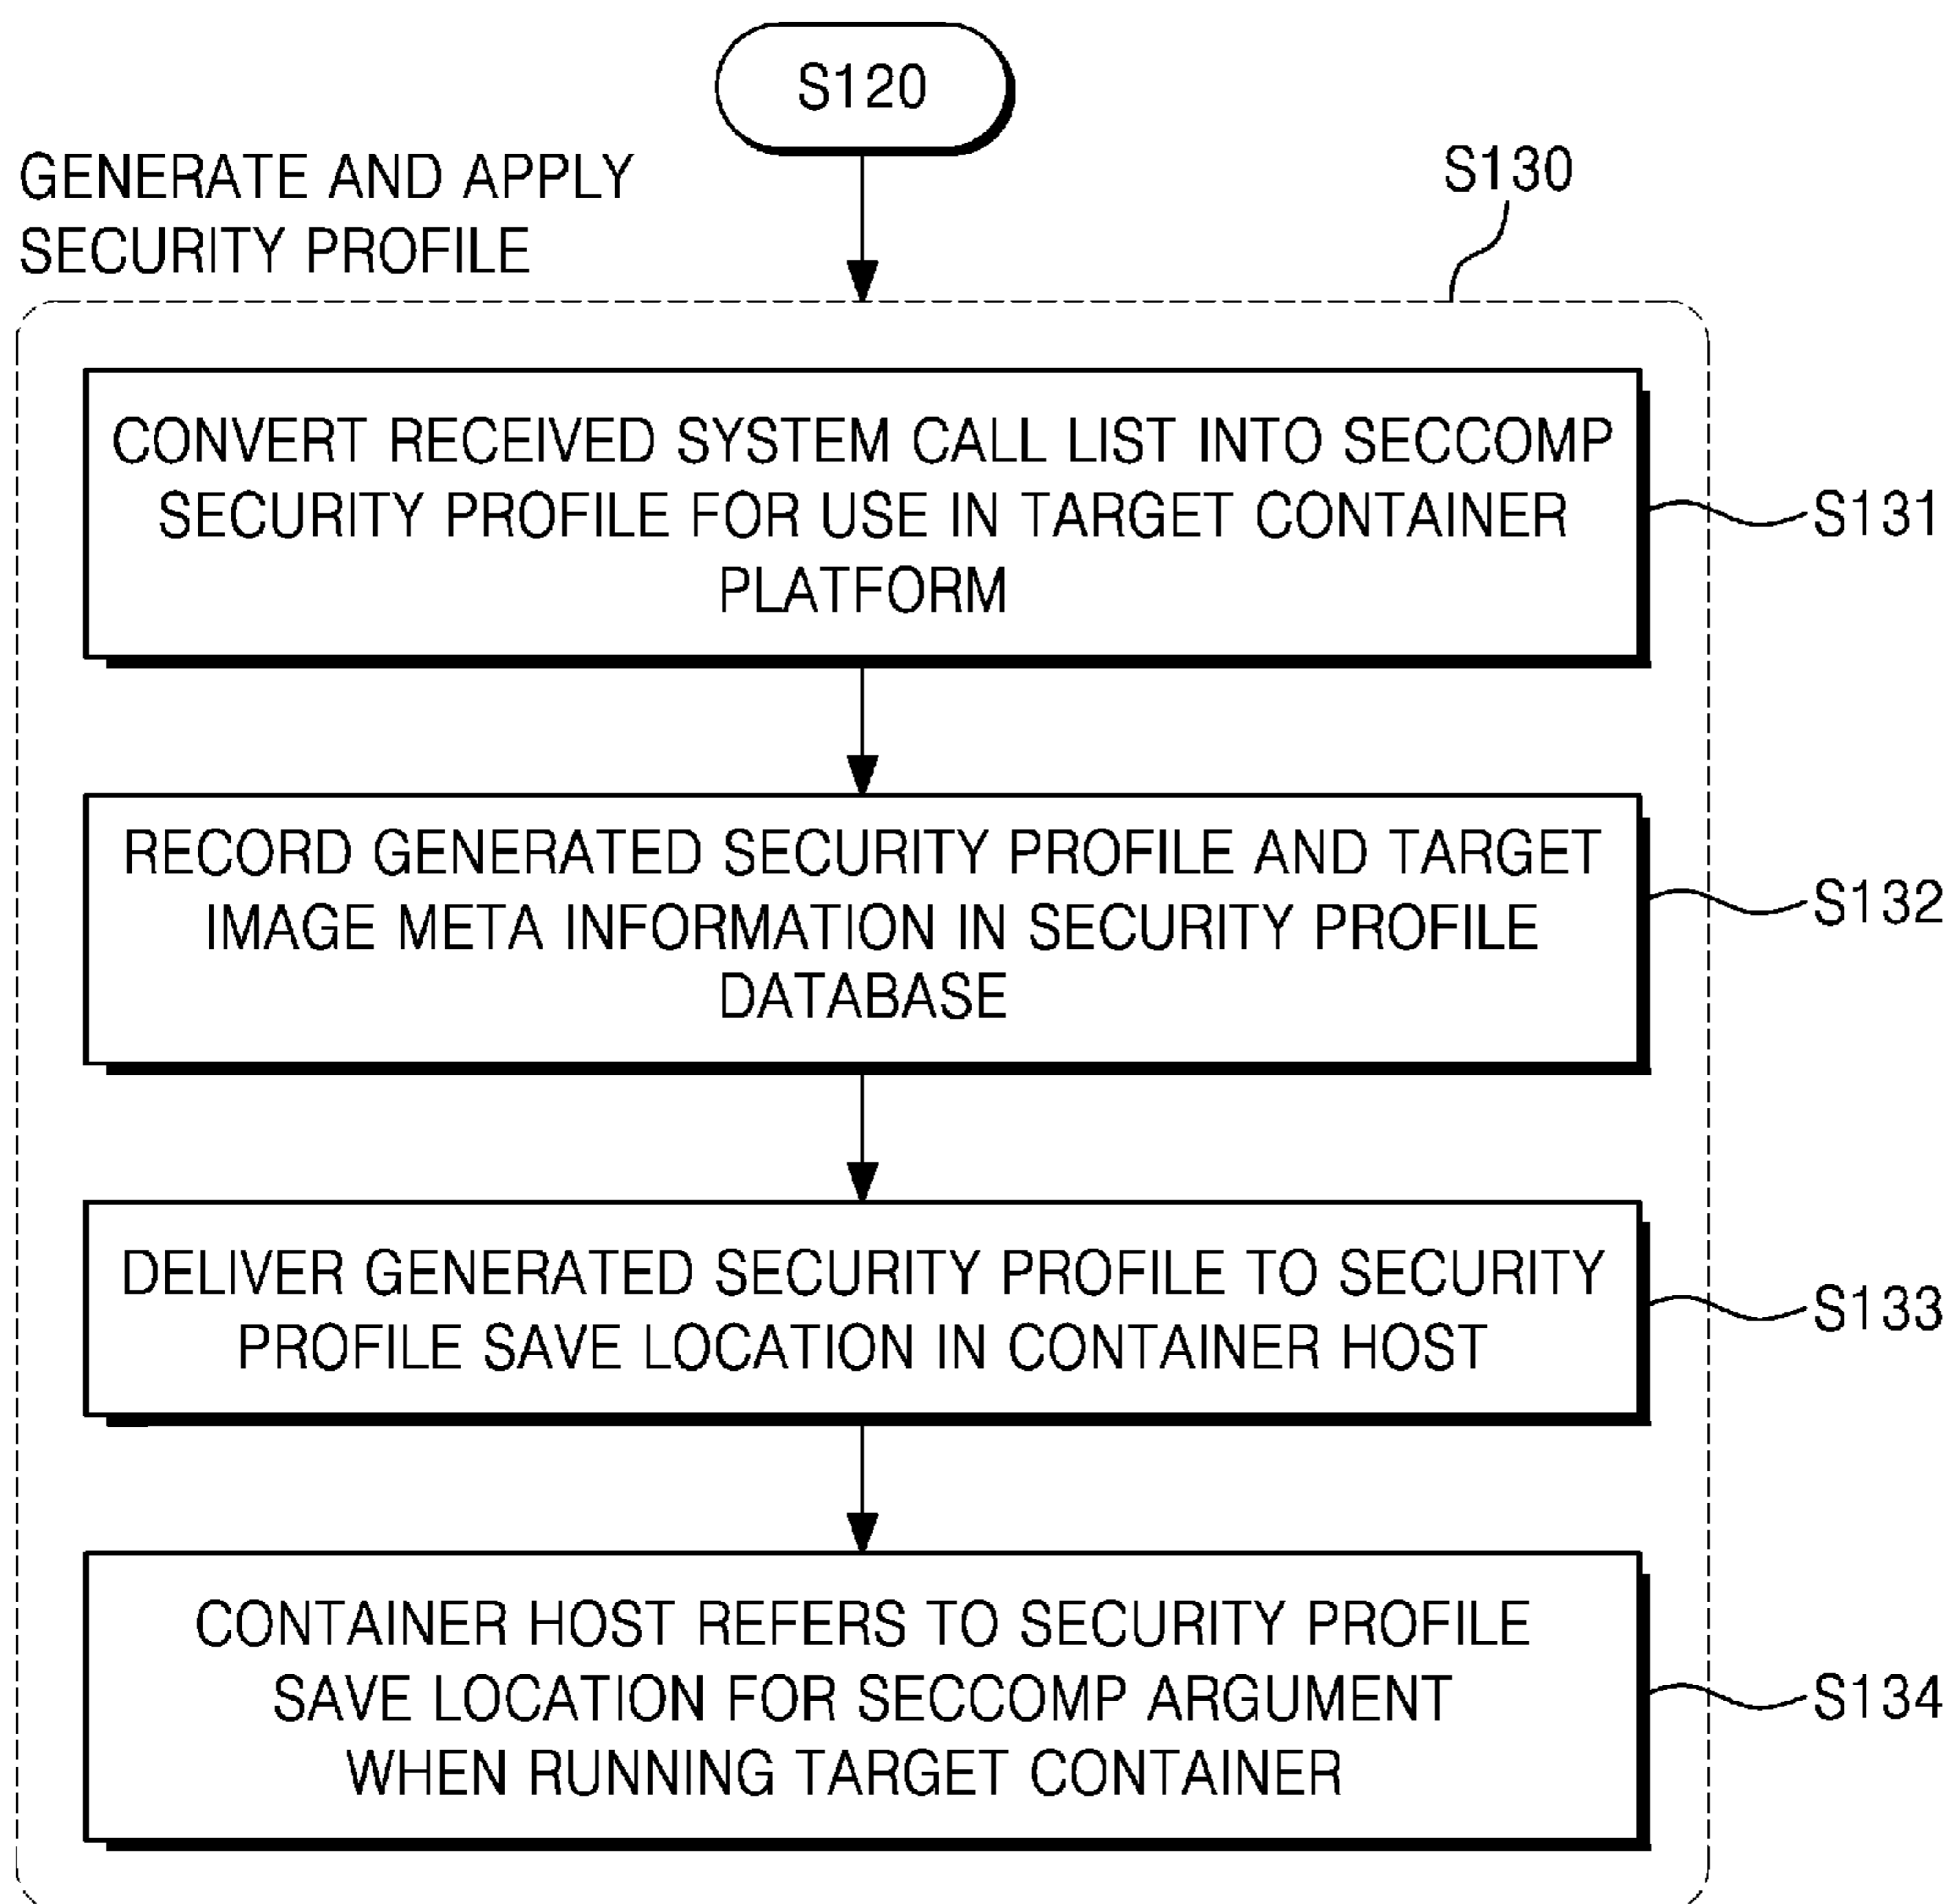 S120
GENERATE AND APPLY
SECURITY PROFILE
S130
CONVERT RECEIVED SYSTEM CALL LIST INTO SECCOMP
SECURITY PROFILE FOR USE IN TARGET CONTAINER
PLATFORM
S131
RECORD GENERATED SECURITY PROFILE AND TARGET
IMAGE META INFORMATION IN SECURITY PROFILE
DATABASE
S132
DELIVER GENERATED SECURITY PROFILE TO SECURITY
PROFILE SAVE LOCATION IN CONTAINER HOST
S133
CONTAINER HOST REFERS TO SECURITY PROFILE
SAVE LOCATION FOR SECCOMP ARGUMENT
WHEN RUNNING TARGET CONTAINER
S134